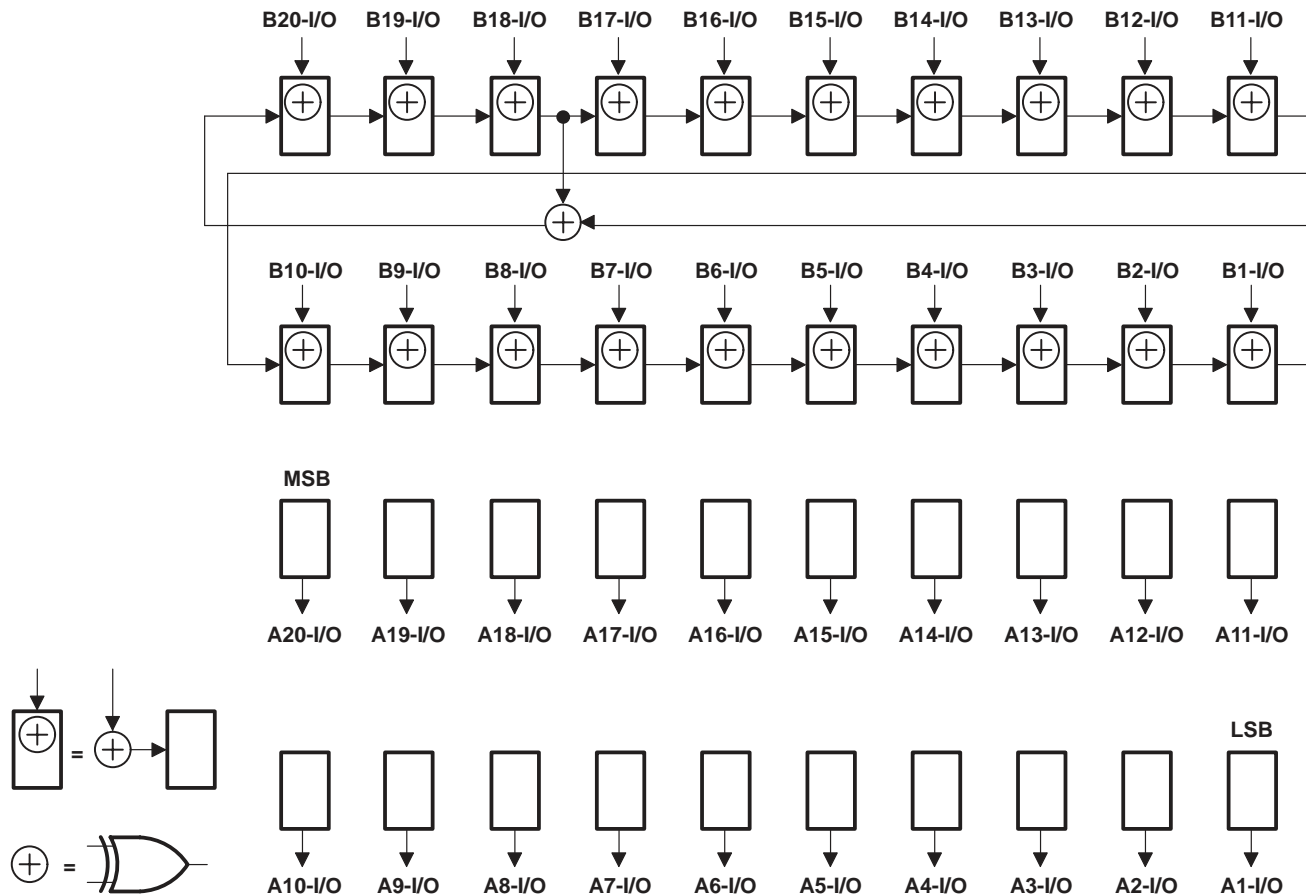 B20-I/O B19-I/O B18-I/O B17-I/O B16-I/O B15-I/O B14-I/O B13-I/O B12-I/O B11-I/O
B10-I/O B9-I/O B8-I/O B7-I/O B6-I/O B5-I/O B4-I/O B3-I/O B2-I/O B1-I/O
MSB
A20-I/O A19-I/O A18-I/O A17-I/O A16-I/O A15-I/O A14-I/O A13-I/O A12-I/O A11-I/O
LSB
=
=
A10-I/O A9-I/O A8-I/O A7-I/O A6-I/O A5-I/O A4-I/O A3-I/O A2-I/O A1-I/O